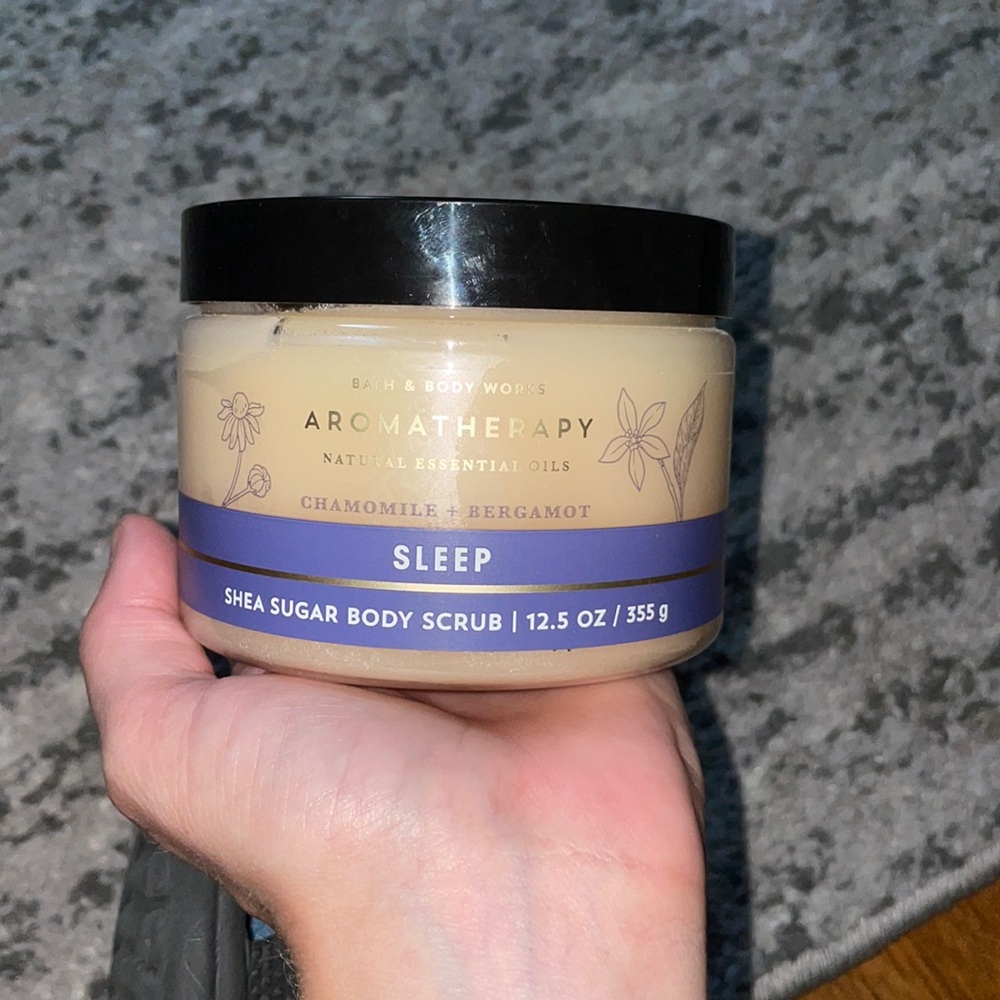 BATH & BODY WORKS
AROMATHERAPY
NATURAL ESSENTIAL OILS
CHAMOMILE + BERGAMOT
SLEEP
SHEA SUGAR BODY SCRUB | 12.5 OZ / 355 g